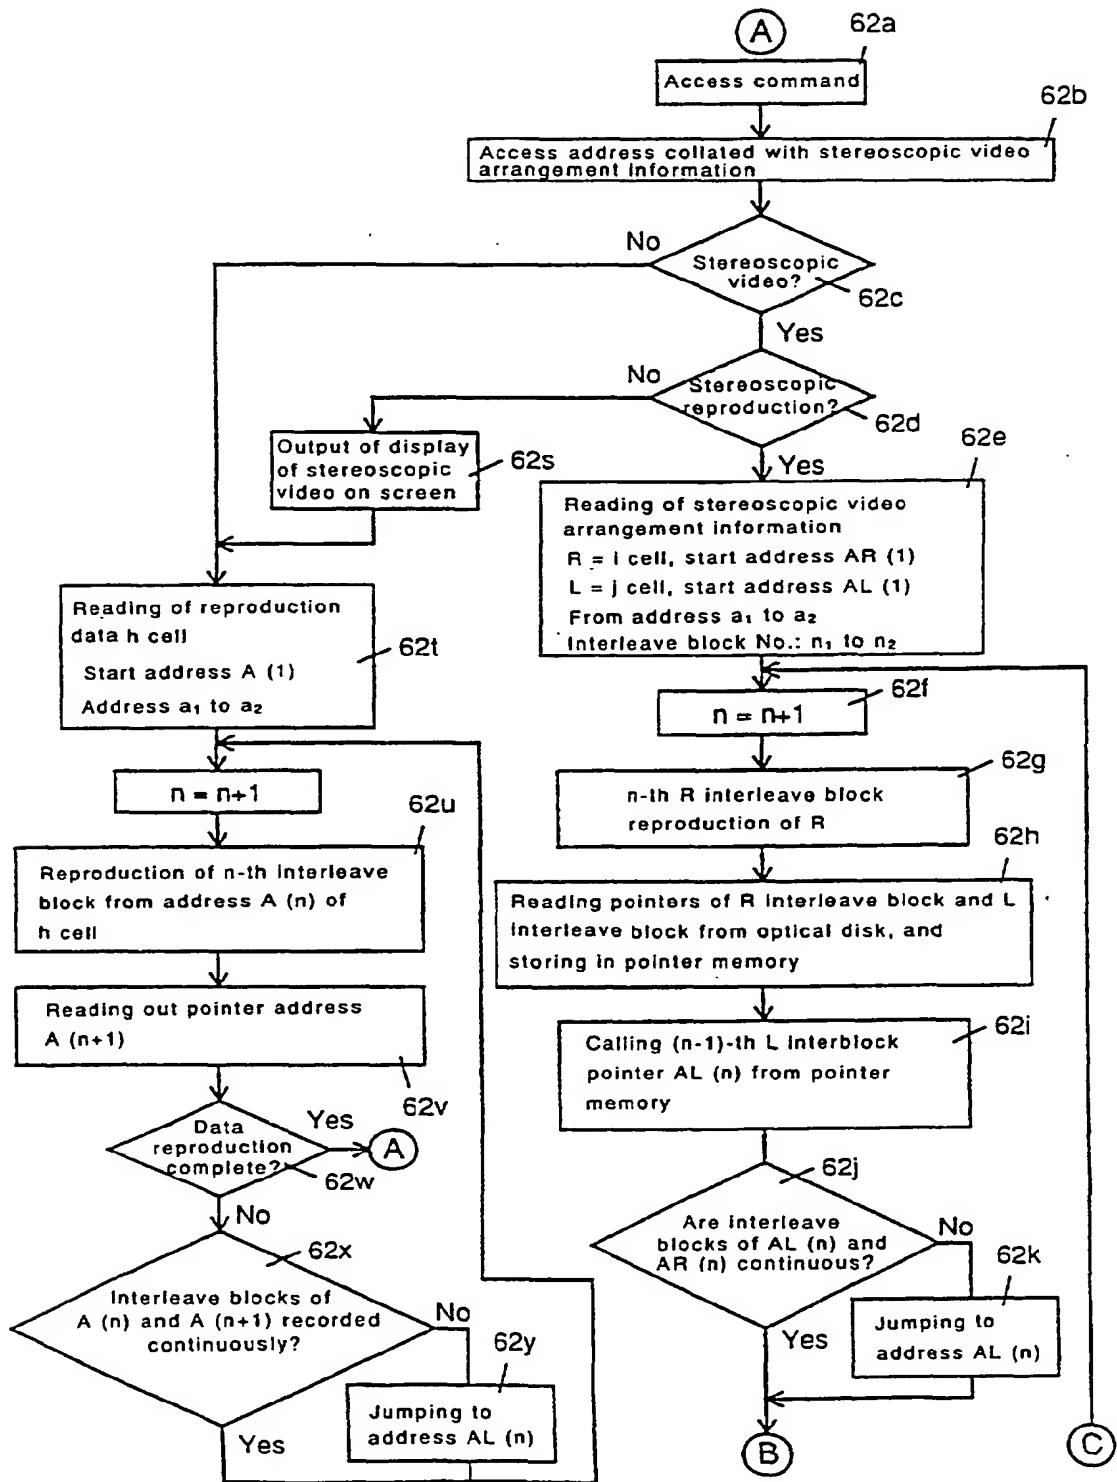 A
62a
Access command
62b
Access address collated with stereoscopic video
arrangement information
No
Stereoscopic
video?
62c
Yes
No
Stereoscopic
reproduction?
62d
Output of display
of stereoscopic
video on screen
62s
Yes
62e
Reading of stereoscopic video
arrangement information
R = i cell, start address AR (1)
L = j cell, start address AL (1)
From address a₁ to a₂
Interleave block No.: n₁ to n₂
Reading of reproduction
data h cell
Start address A (1)
Address a₁ to a₂
62t
62f
n = n+1
n = n+1
62g
n-th R interleave block
reproduction of R
62u
Reproduction of n-th interleave
block from address A (n) of
h cell
62h
Reading pointers of R interleave block and L
interleave block from optical disk, and
storing in pointer memory
Reading out pointer address
A (n+1)
62v
62i
Calling (n-1)-th L interblock
pointer AL (n) from pointer
memory
Data
reproduction
complete?
Yes
A
62w
No
62j
Are interleave
blocks of AL (n) and
AR (n) continuous?
No
62k
Jumping to
address AL (n)
Yes
62x
Interleave blocks of
A (n) and A (n+1) recorded
continuously?
No
62y
Jumping to
address AL (n)
Yes
B
C